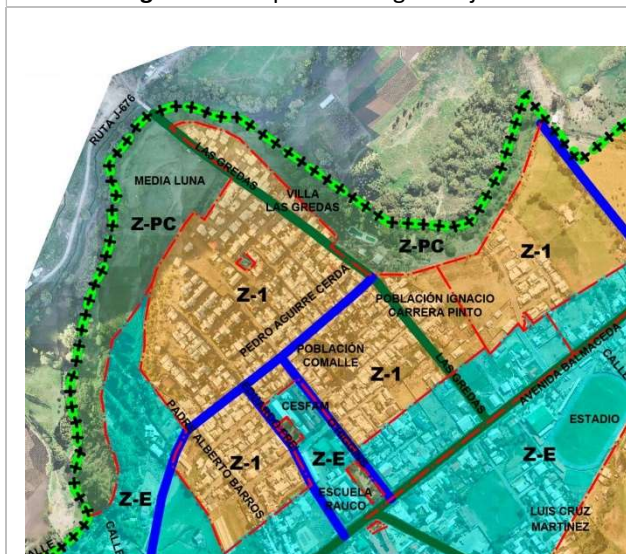 RUTA J-676
LAS GREDAS
MEDIA LUNA
VILLA
LAS GREDAS
Z-PC
Z-PC
Z-1
Z-1
PEDRO AGUIRRE CERDA
POBLACIÓN IGNACIO
CARRERA PINTO
POBLACIÓN
COMALLE
LAS GREDAS
AVENIDA BALMACEDA
CALLE
Z-1
CESFAM
ESTADIO
PADRE ALBERTO BARROS
Z-1
Z-E
Z-E
Z-E
ESCUELA
RAUCO
LUIS CRUZ
MARTINEZ
CALLE
CALLE